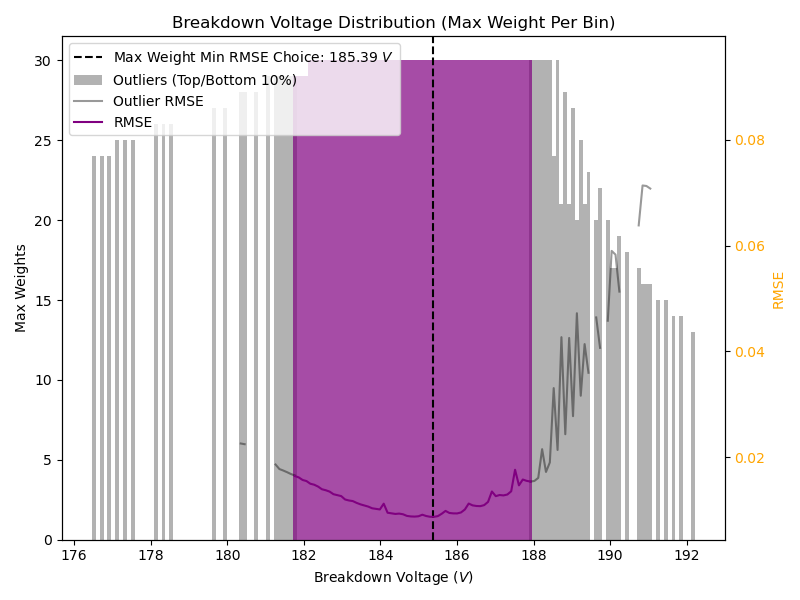 Breakdown Voltage Distribution (Max Weight Per Bin)
Max Weight Min RMSE Choice: 185.39 V
Outliers (Top/Bottom 10%)
Outlier RMSE
RMSE
30
25
20
15
10
5
0
Max Weights
0.08
0.06
0.04
0.02
RMSE
176 178 180 182 184 186 188 190 192
Breakdown Voltage (V)